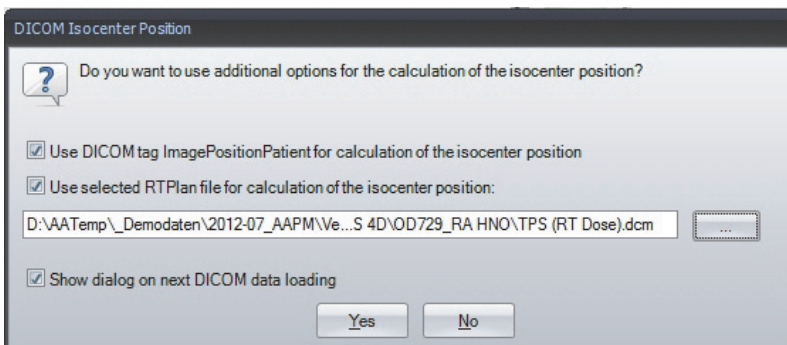 DICOM Isocenter Position
Do you want to use additional options for the calculation of the isocenter position?
Use DICOM tag ImagePositionPatient for calculation of the isocenter position
Use selected RTPlan file for calculation of the isocenter position:
D:\AATemp\_Demodaten\2012-07_AAPM\Ve...S 4D\OD729_RA HNO\TPS (RT Dose).dcm
...
Show dialog on next DICOM data loading
Yes No